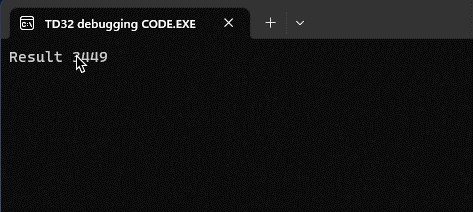 TD32 debugging CODE.EXE
Result 3449